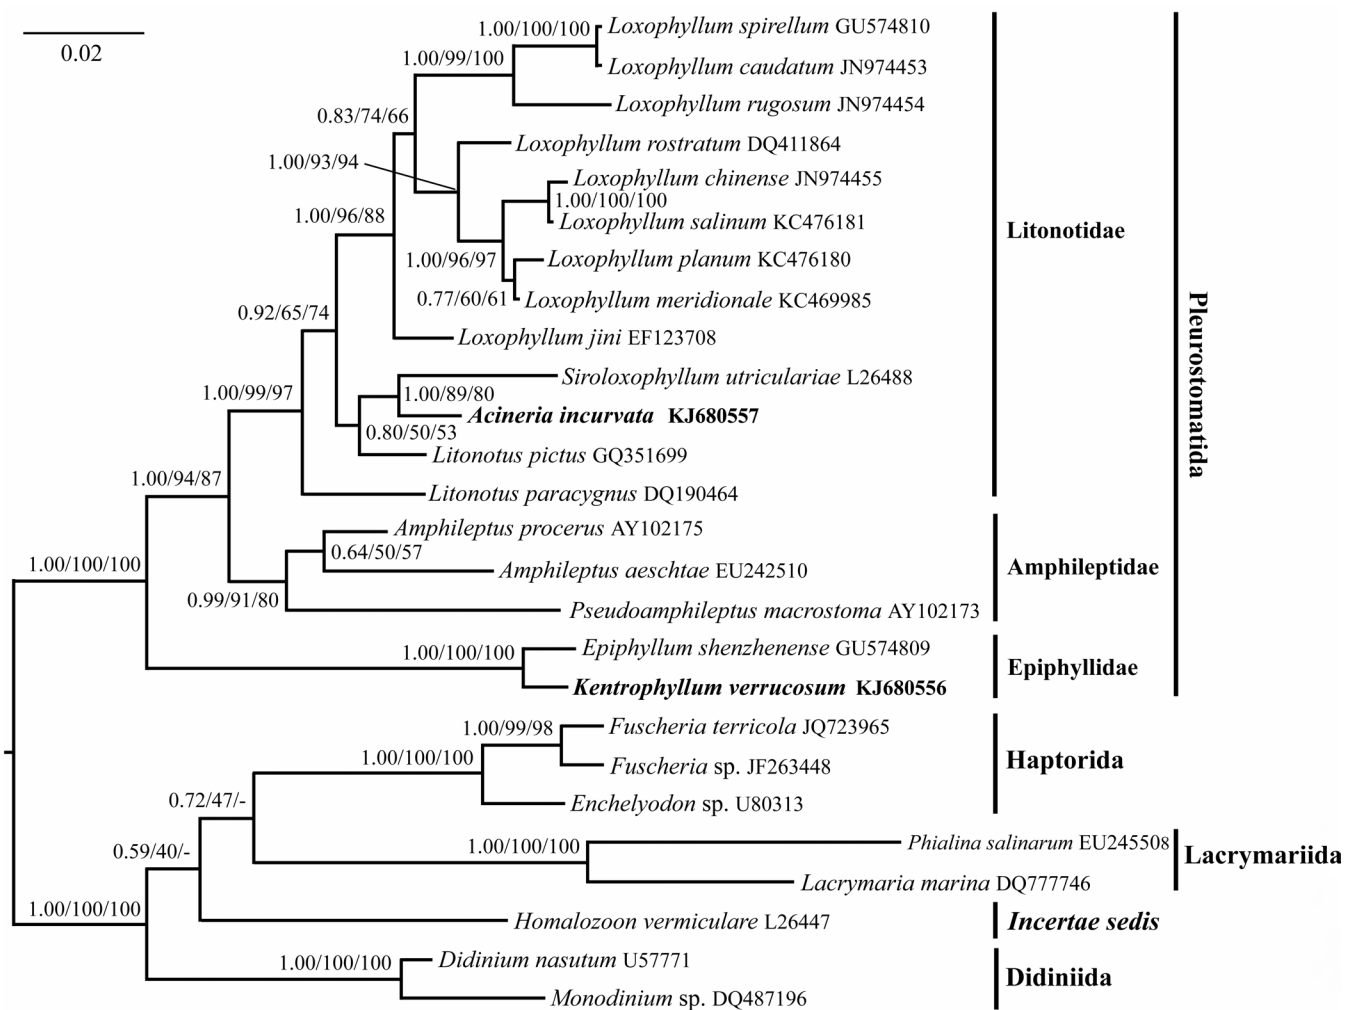 0.02
1.00/100/100
Loxophyllum spirellum GU574810
Loxophyllum caudatum JN974453
1.00/99/100
Loxophyllum rugosum JN974454
0.83/74/66
Loxophyllum rostratum DQ411864
1.00/93/94
Loxophyllum chinense JN974455
1.00/100/100
Loxophyllum salinum KC476181
1.00/96/88
Litonotidae
Loxophyllum planum KC476180
1.00/96/97
0.77/60/61
Loxophyllum meridionale KC469985
0.92/65/74
Loxophyllum jini EF123708
Pleurostomatida
Siroloxophyllum utriculariae L26488
1.00/99/97
1.00/89/80
Acineria incurvata KJ680557
0.80/50/53
Litonotus pictus GQ351699
1.00/94/87
Litonotus paracygnus DQ190464
Amphileptus procerus AY102175
0.64/50/57
1.00/100/100
Amphileptus aeschtae EU242510
Amphileptidae
0.99/91/80
Pseudoamphileptus macrostoma AY102173
1.00/100/100
Epiphyllum shenzhenense GU574809
Epiphyllidae
Kentrophyllum verrucosum KJ680556
1.00/99/98
Fuscheria terricola JQ723965
1.00/100/100
Fuscheria sp. JF263448
Haptorida
0.72/47/-
Enchelyodon sp. U80313
0.59/40/-
1.00/100/100
Phialina salinarum EU245508
Lacrymariida
Lacrymaria marina DQ777746
1.00/100/100
Homalozoon vermiculare L26447
Incertae sedis
1.00/100/100
Didinium nasutum U57771
Didiniida
Monodinium sp. DQ487196